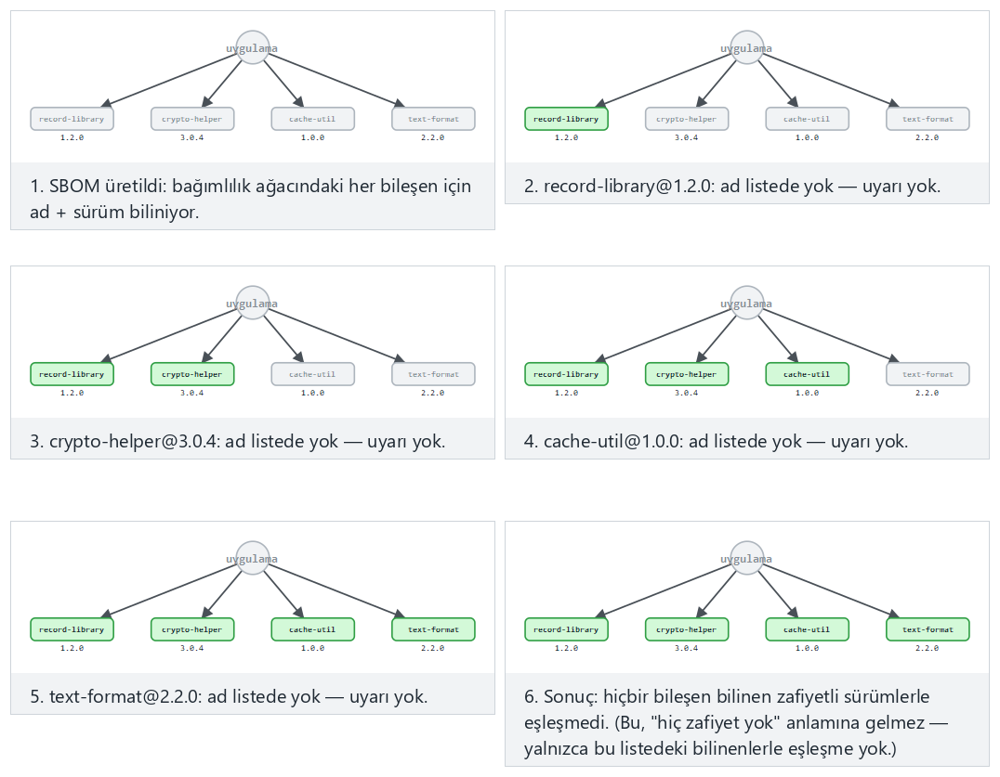 uygulama
record-library crypto-helper cache-util text-format
1.2.0 3.0.4 1.0.0 2.2.0
1. SBOM üretildi: bağımlılık ağacındaki her bileşen için
ad + sürüm biliniyor.
uygulama
record-library crypto-helper cache-util text-format
1.2.0 3.0.4 1.0.0 2.2.0
2. record-library@1.2.0: ad listede yok — uyarı yok.
uygulama
record-library crypto-helper cache-util text-format
1.2.0 3.0.4 1.0.0 2.2.0
3. crypto-helper@3.0.4: ad listede yok — uyarı yok.
uygulama
record-library crypto-helper cache-util text-format
1.2.0 3.0.4 1.0.0 2.2.0
4. cache-util@1.0.0: ad listede yok — uyarı yok.
uygulama
record-library crypto-helper cache-util text-format
1.2.0 3.0.4 1.0.0 2.2.0
5. text-format@2.2.0: ad listede yok — uyarı yok.
uygulama
record-library crypto-helper cache-util text-format
1.2.0 3.0.4 1.0.0 2.2.0
6. Sonuç: hiçbir bileşen bilinen zafiyetli sürümlerle
eşleşmedi. (Bu, "hiç zafiyet yok" anlamına gelmez —
yalnızca bu listedeki bilinenlerle eşleşme yok.)